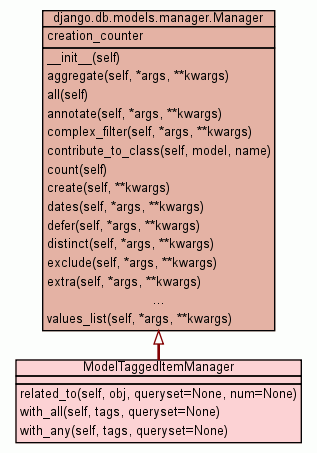 django.db.models.manager.Manager
creation_counter
__init__(self)
aggregate(self, *args, **kwargs)
all(self)
annotate(self, *args, **kwargs)
complex_filter(self, *args, **kwargs)
contribute_to_class(self, model, name)
count(self)
create(self, **kwargs)
dates(self, *args, **kwargs)
defer(self, *args, **kwargs)
distinct(self, *args, **kwargs)
exclude(self, *args, **kwargs)
extra(self, *args, **kwargs)
...
values_list(self, *args, **kwargs)
ModelTaggedItemManager
related_to(self, obj, queryset=None, num=None)
with_all(self, tags, queryset=None)
with_any(self, tags, queryset=None)